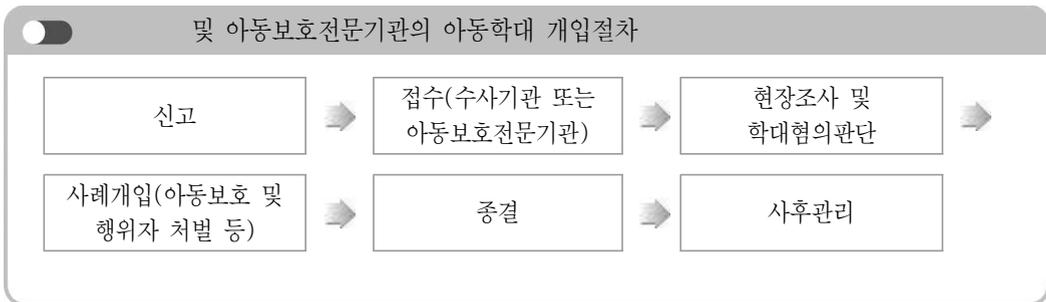 및 아동보호전문기관의 아동학대 개입절차
신고
접수(수사기관 또는
아동보호전문기관)
현장조사 및
학대혐의판단
사례개입(아동보호 및
행위자 처벌 등)
종결
사후관리